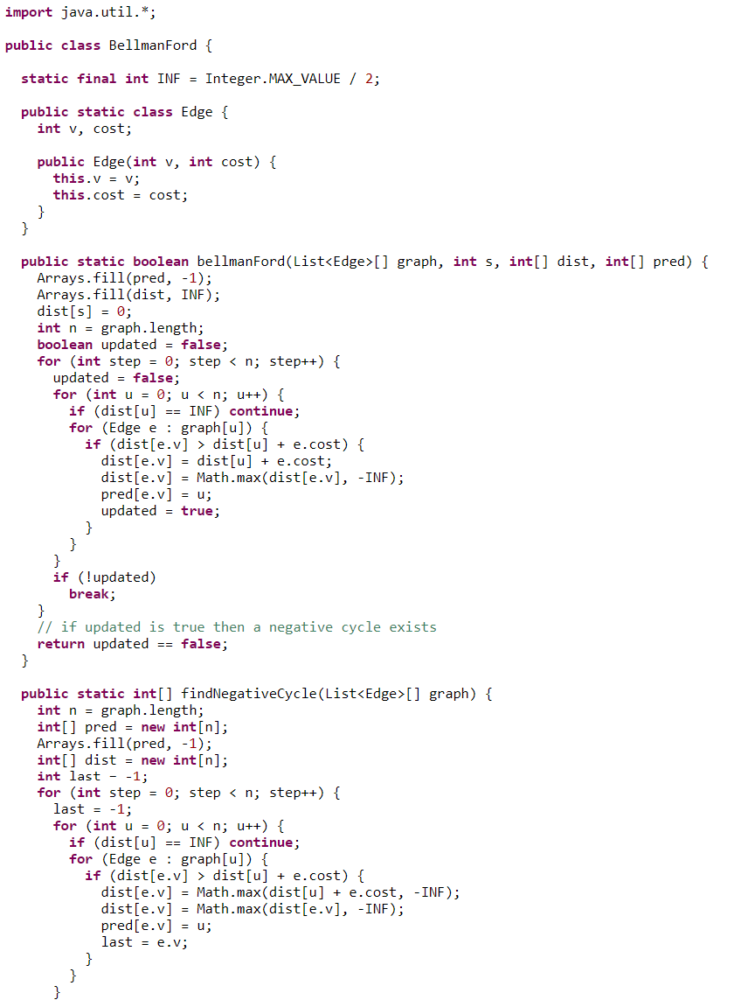 import java.util.*;
public class BellmanFord {
static final int INF = Integer.MAX_VALUE / 2;
public static class Edge {
int v, cost;
public Edge(int v, int cost) {
this.v = v;
this.cost = cost;
}
}
public static boolean bellmanFord(List<Edge>[] graph, int s, int[] dist, int[] pred) {
Arrays.fill(pred, -1);
Arrays.fill(dist, INF);
dist[s] = 0;
int n = graph.length;
boolean updated = false;
for (int step = 0; step < n; step++) {
updated = false;
for (int u = 0; u < n; u++) {
if (dist[u] == INF) continue;
for (Edge e : graph[u]) {
if (dist[e.v] > dist[u] + e.cost) {
dist[e.v] = dist[u] + e.cost;
dist[e.v] = Math.max(dist[e.v], -INF);
pred[e.v] = u;
updated = true;
}
}
}
if (!updated)
break;
}
// if updated is true then a negative cycle exists
return updated == false;
}
public static int[] findNegativeCycle(List<Edge>[] graph) {
int n = graph.length;
int[] pred = new int[n];
Arrays.fill(pred, -1);
int[] dist = new int[n];
int last - -1;
for (int step = 0; step < n; step++) {
last = -1;
for (int u = 0; u < n; u++) {
if (dist[u] == INF) continue;
for (Edge e : graph[u]) {
if (dist[e.v] > dist[u] + e.cost) {
dist[e.v] = Math.max(dist[u] + e.cost, -INF);
dist[e.v] = Math.max(dist[e.v], -INF);
pred[e.v] = u;
last = e.v;
}
}
}